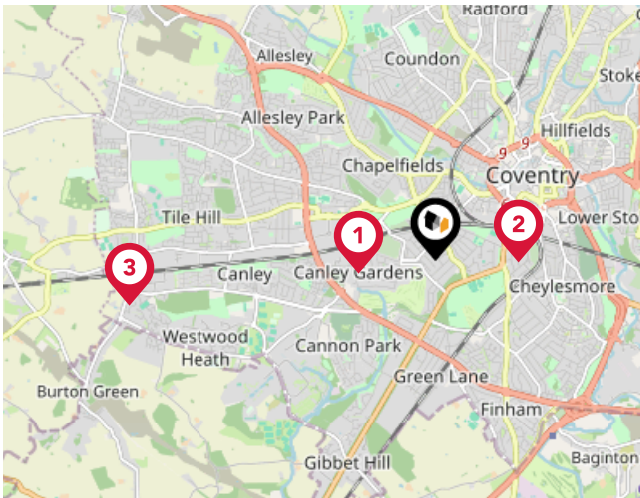 Radford
Allesley
Coundon
Stoke
Allesley Park
Hillfields
9
9
Chapelfields
Coventry
Tile Hill
Lower Sto
1
2
3
Canley
Canley Gardens
Cheylesmore
Westwood
Heath
Cannon Park
Green Lane
Burton Green
Finham
Gibbet Hill
Baginton